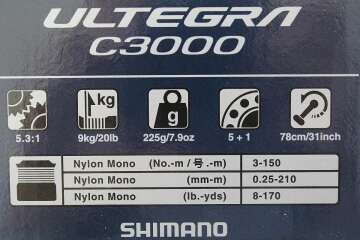 ULTEGRA
C3000
SHIMANO
kg
g
5.3:1 9kg/20lb 225g/7.9oz 5 + 1 78cm/31inch
Nylon Mono (No.-m / 号 .-m) 3-150
Nylon Mono (mm-m) 0.25-210
Nylon Mono (lb.-yds) 8-170
SHIMANO